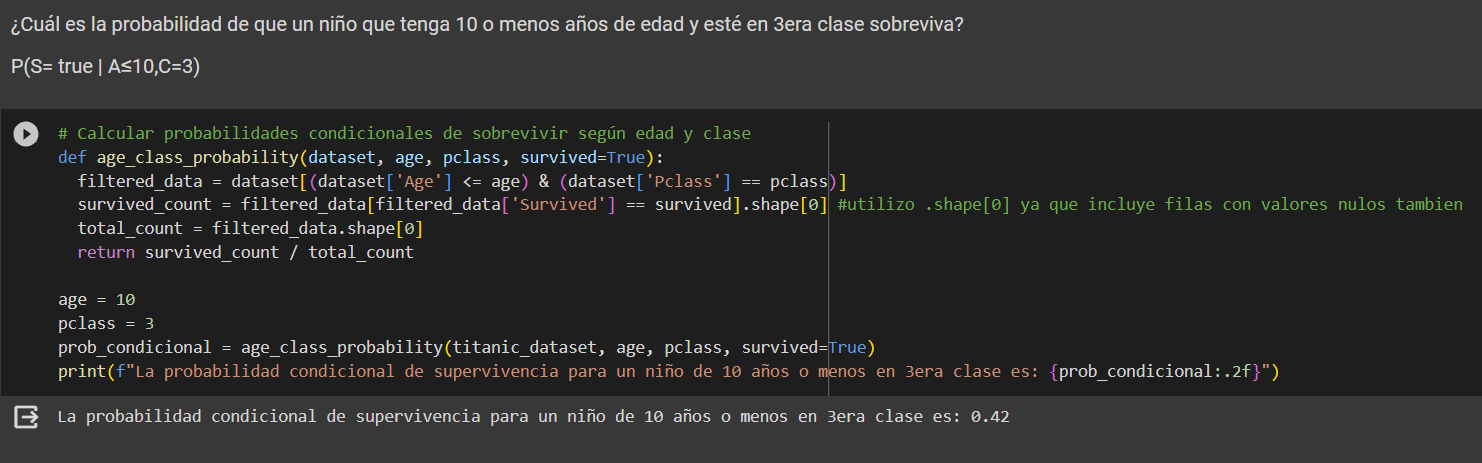 ¿Cuál es la probabilidad de que un niño que tenga 10 o menos años de edad y esté en 3era clase sobreviva?
P(S= true | A≤10,C=3)
# Calcular probabilidades condicionales de sobrevivir según edad y clase
def age_class_probability(dataset, age, pclass, survived=True):
  filtered_data = dataset[(dataset['Age'] <= age) & (dataset['Pclass'] == pclass)]
  survived_count = filtered_data[filtered_data['Survived'] == survived].shape[0] #utilizo .shape[0] ya que incluye filas con valores nulos tambien
  total_count = filtered_data.shape[0]
  return survived_count / total_count
age = 10
pclass = 3
prob_condicional = age_class_probability(titanic_dataset, age, pclass, survived=True)
print(f"La probabilidad condicional de supervivencia para un niño de 10 años o menos en 3era clase es: {prob_condicional:.2f}")
La probabilidad condicional de supervivencia para un niño de 10 años o menos en 3era clase es: 0.42